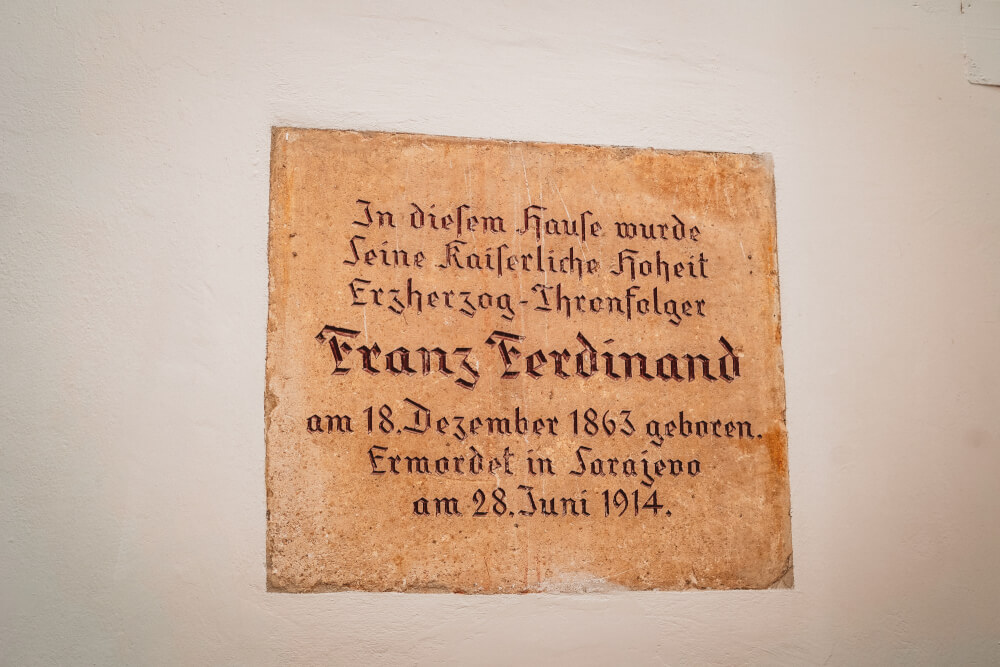 In dieſem Hauſe wurde
Seine Kaiſerliche Hoheit
Erzherzog-Thronfolger
Franz Ferdinand
am 18. Dezember 1863 geboren.
Ermordet in Sarajevo
am 28. Juni 1914.